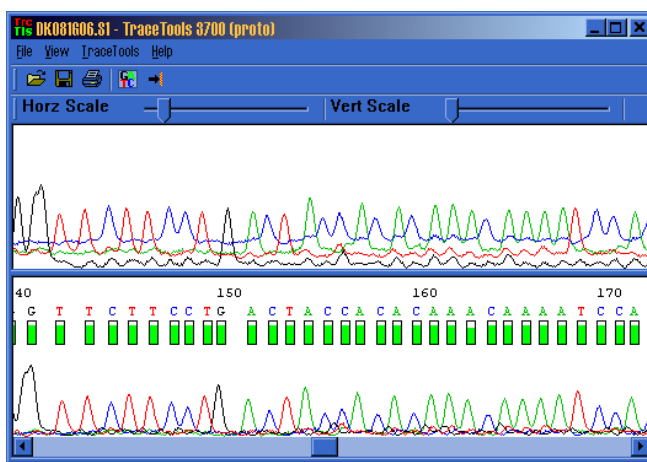 Trc
Tls DK081G06.S1 - TraceTools 3700 (proto)
File View TraceTools Help
Horz Scale Vert Scale
40 150 160 170
G T T C T T C C T G A C T A C C A C A C A A A C A A A A T C C A